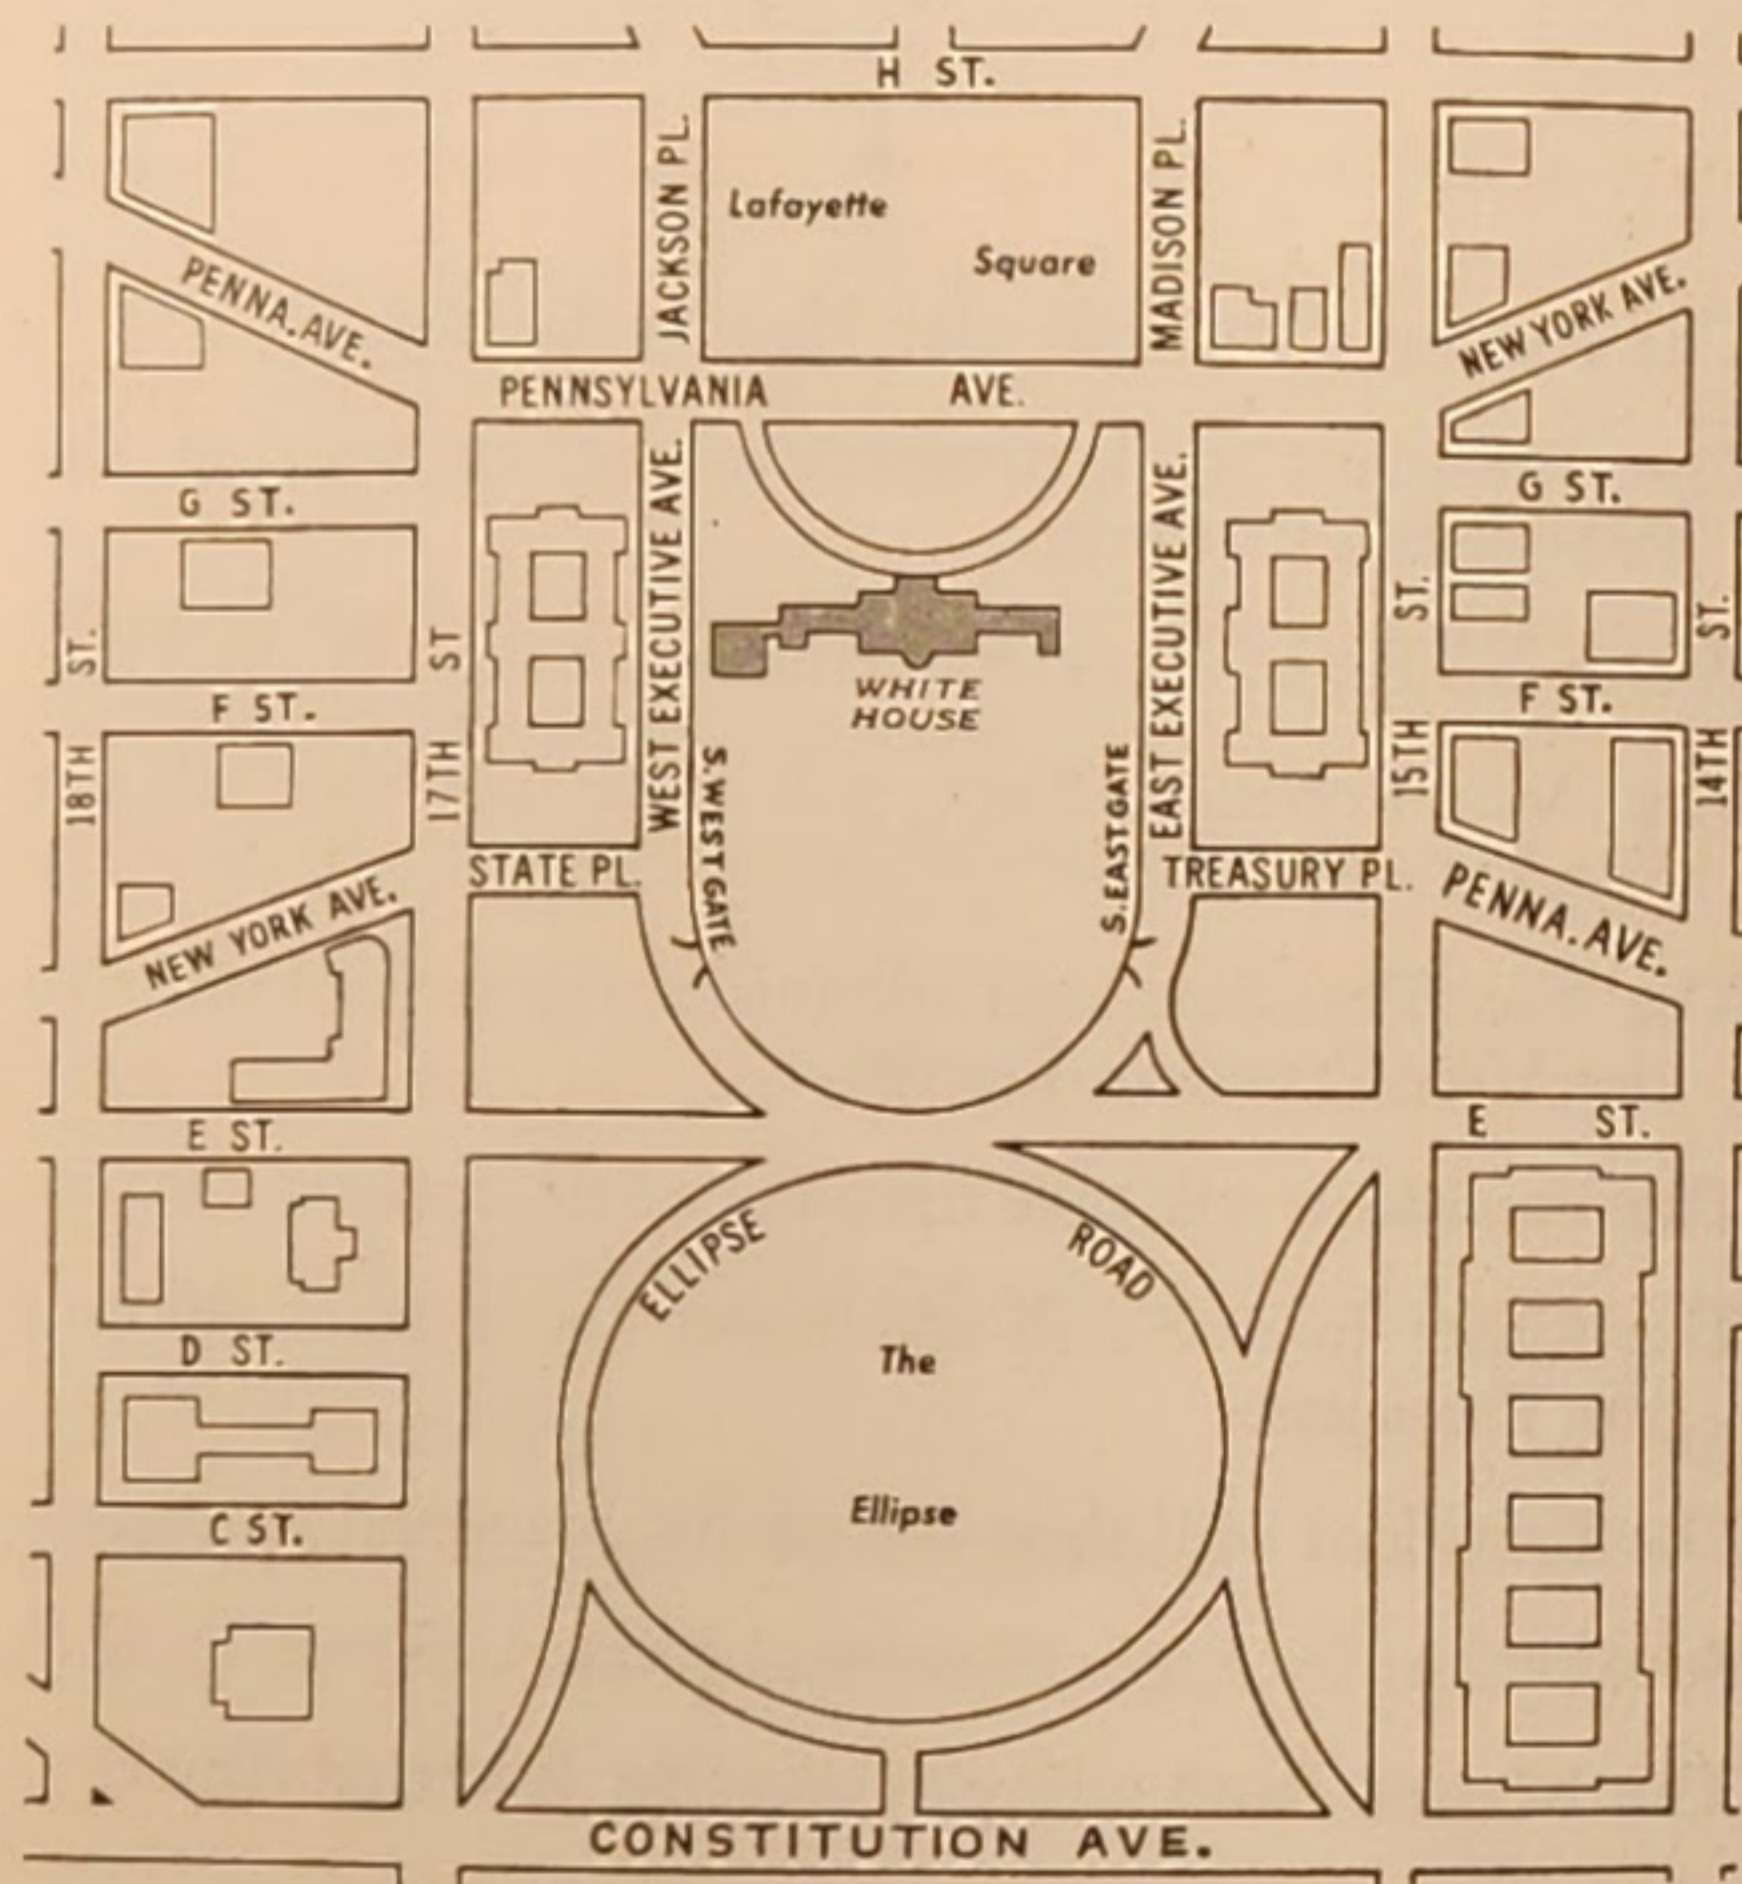 H ST.
JACKSON PL.
Lafayette
Square
MADISON PL.
PENNA. AVE.
NEW YORK AVE.
PENNSYLVANIA AVE.
G ST.
G ST.
WEST EXECUTIVE AVE.
EAST EXECUTIVE AVE.
WHITE
HOUSE
F ST.
F ST.
18TH ST.
17TH ST
15TH ST.
14TH ST.
S. WEST GATE
S. EAST GATE
STATE PL.
TREASURY PL.
NEW YORK AVE.
PENNA. AVE.
E ST.
E ST.
ELLIPSE ROAD
The
Ellipse
D ST.
C ST.
CONSTITUTION AVE.